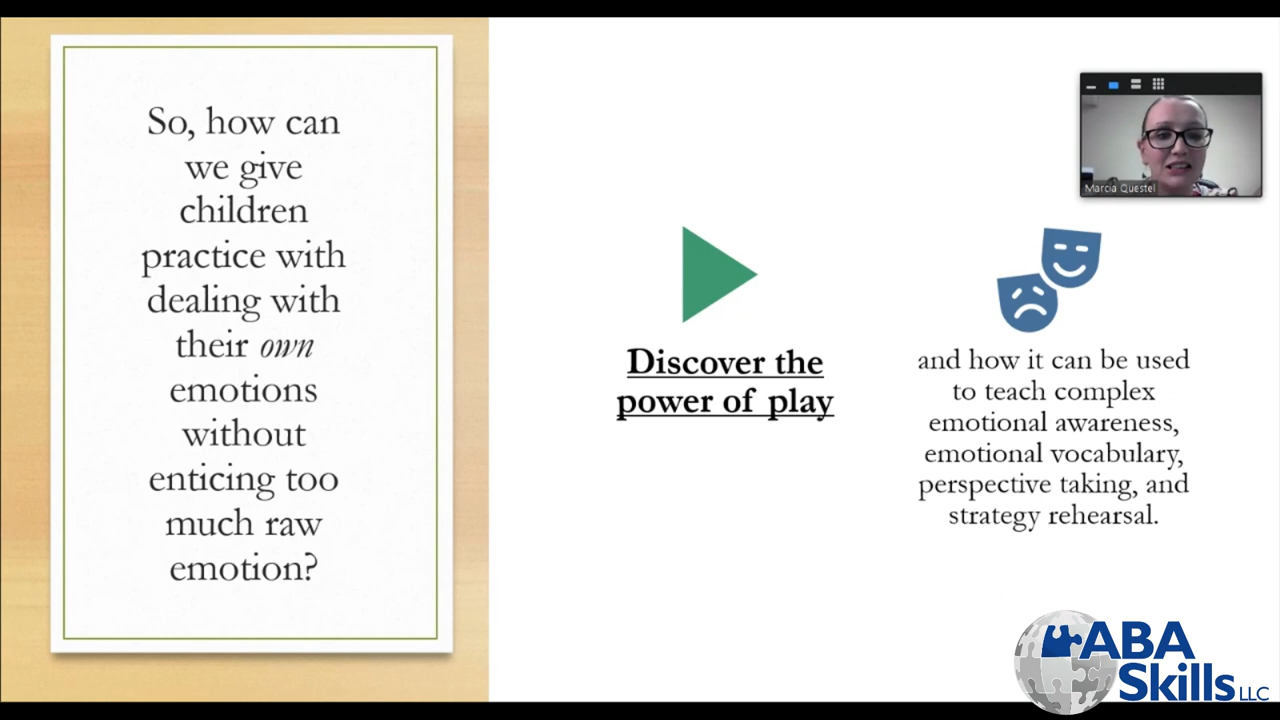 So, how can
we give
children
practice with
dealing with
their own
emotions
without
enticing too
much raw
emotion?
Marcia Questel
Discover the
power of play
and how it can be used
to teach complex
emotional awareness,
emotional vocabulary,
perspective taking, and
strategy rehearsal.
ABA
Skills LLC